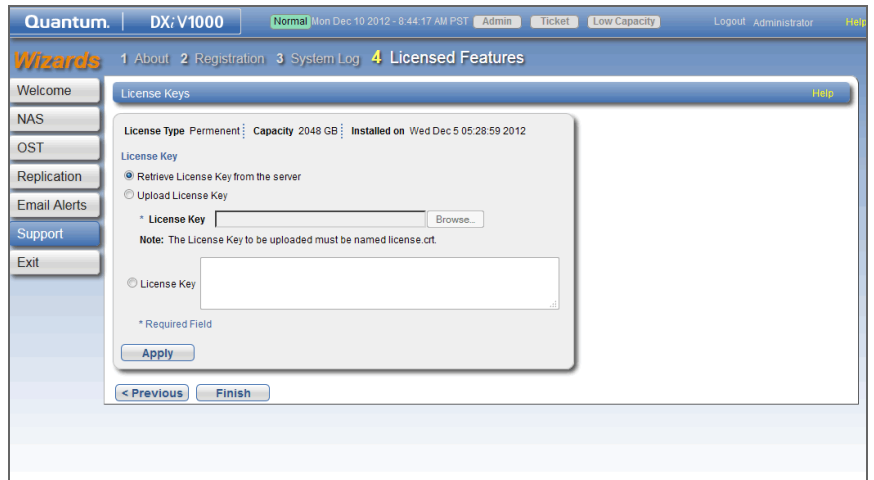 Quantum. DXi V1000 Normal Mon Dec 10 2012 - 8:44:17 AM PST Admin Ticket Low Capacity Logout Administrator Help
Wizards 1 About 2 Registration 3 System Log 4 Licensed Features
Welcome
NAS
OST
Replication
Email Alerts
Support
Exit
License Keys Help
License Type Permenent Capacity 2048 GB Installed on Wed Dec 5 05:28:59 2012
License Key
Retrieve License Key from the server
Upload License Key
* License Key Browse...
Note: The License Key to be uploaded must be named license.crt.
License Key
* Required Field
Apply
< Previous Finish